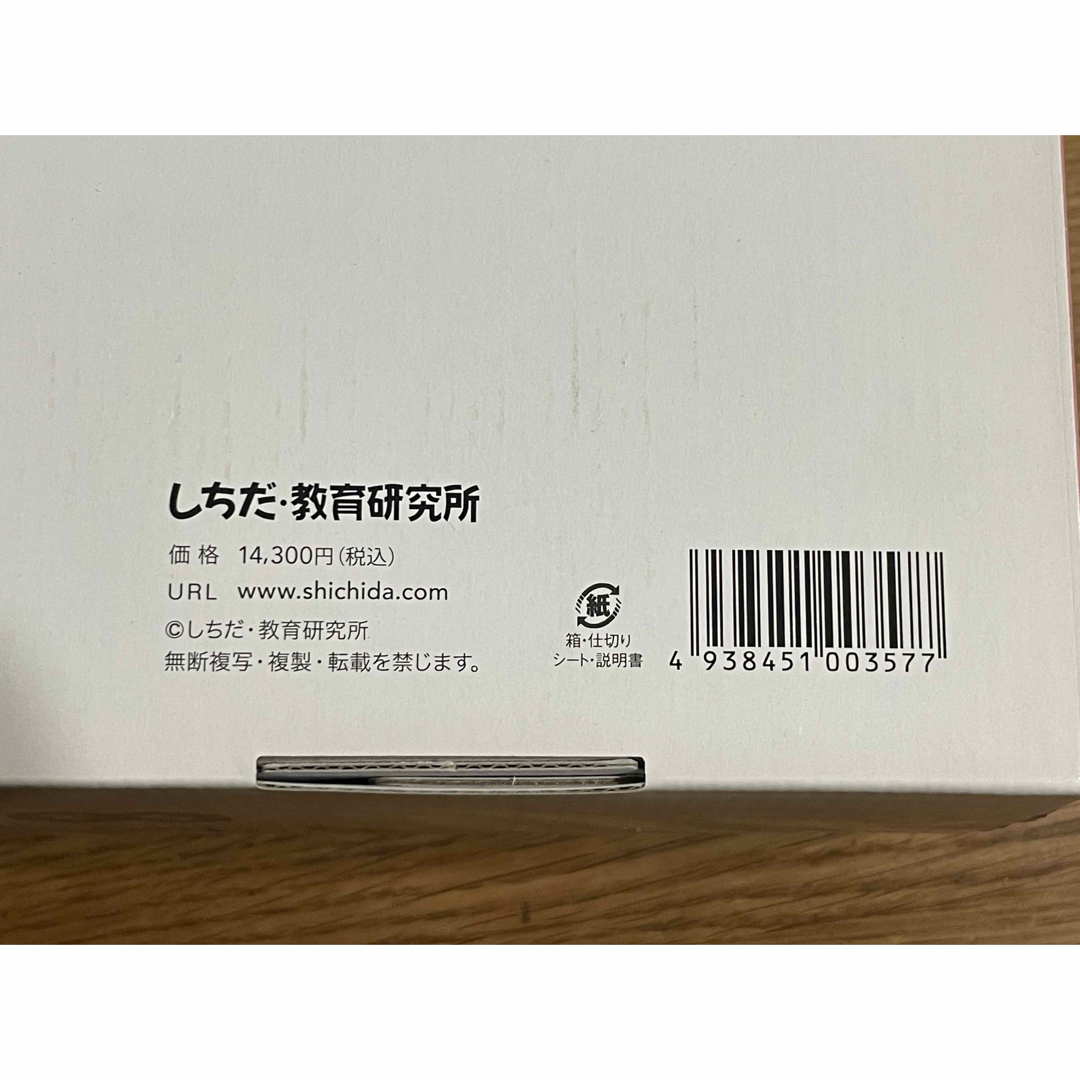 しちだ・教育研究所
価格 14,300円(税込)
URL www.shichida.com
©しちだ・教育研究所
無断複写・複製・転載を禁じます。
紙
箱・仕切り
シート・説明書
4 938451 003577